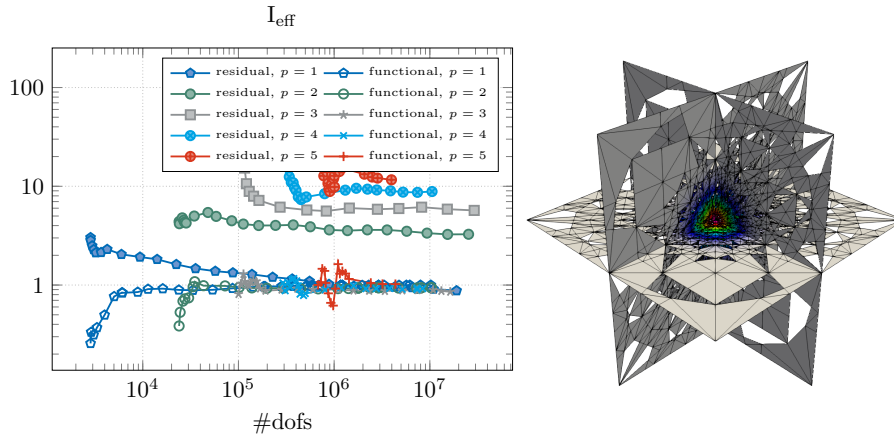 I_eff
100
10
1
residual, p = 1 functional, p = 1
residual, p = 2 functional, p = 2
residual, p = 3 functional, p = 3
residual, p = 4 functional, p = 4
residual, p = 5 functional, p = 5
10^4 10^5 10^6 10^7
#dofs